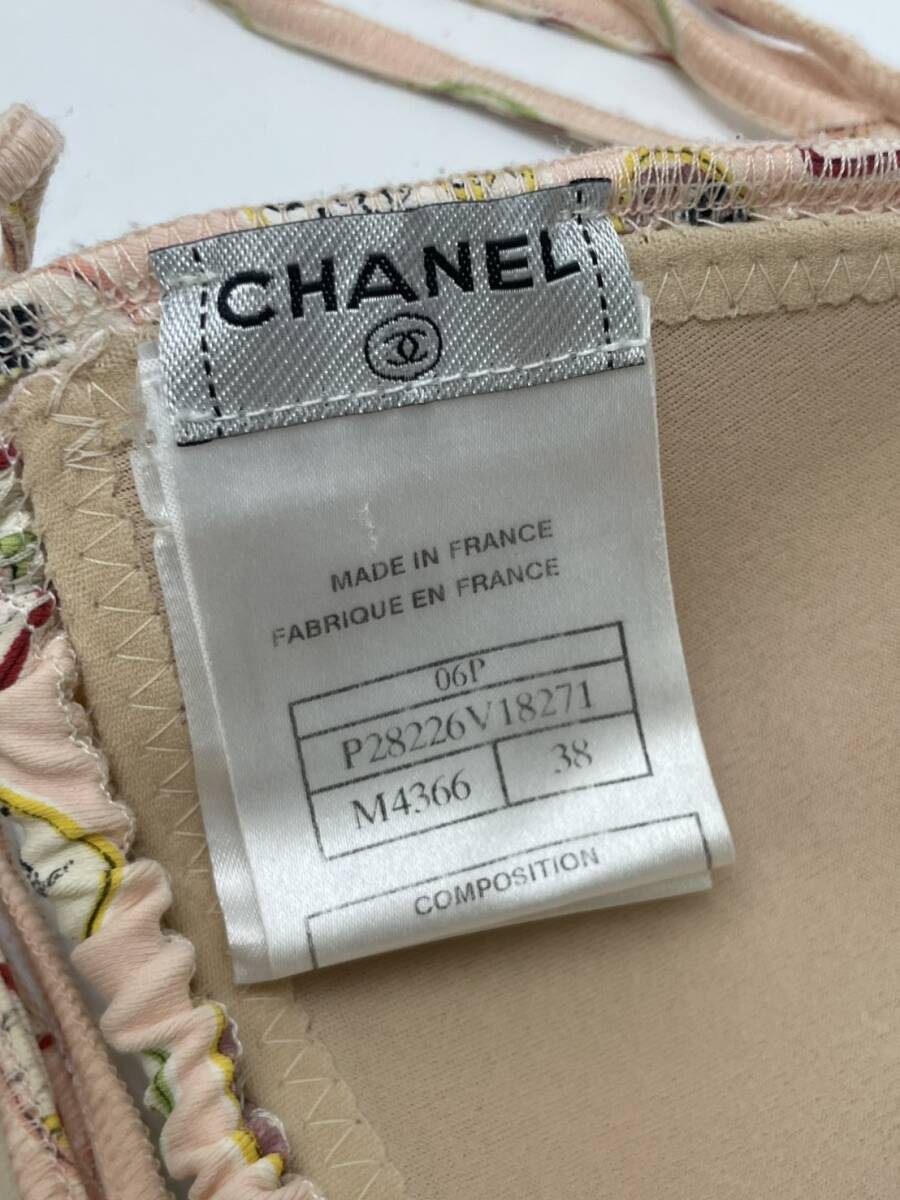 CHANEL
MADE IN FRANCE
FABRIQUE EN FRANCE
06P
P28226V18271
M4366 38
COMPOSITION